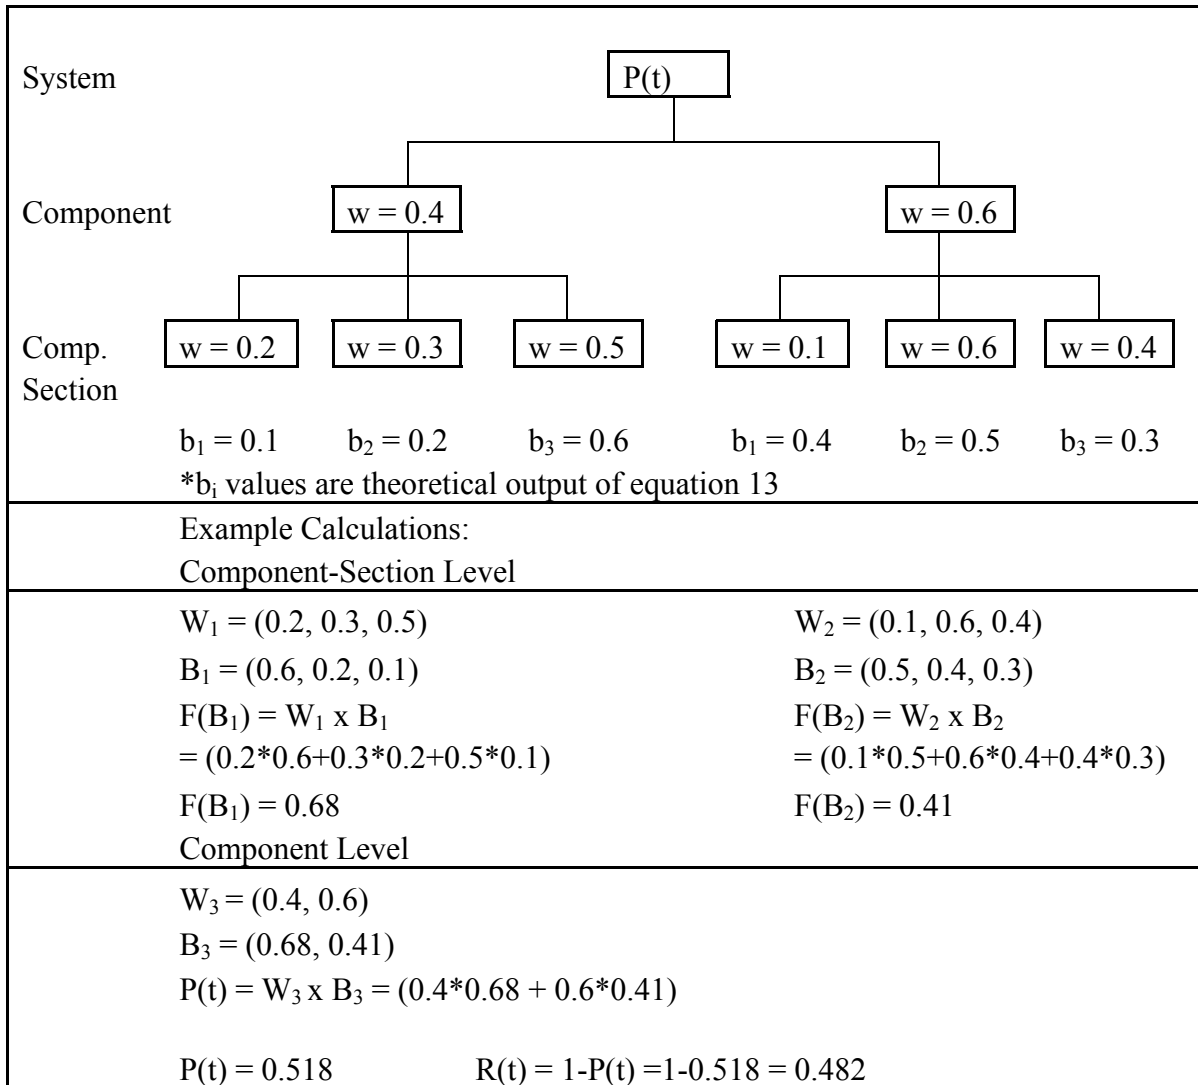 System P(t)
Component w = 0.4 w = 0.6
Comp. w = 0.2 w = 0.3 w = 0.5 w = 0.1 w = 0.6 w = 0.4
Section
b₁ = 0.1 b₂ = 0.2 b₃ = 0.6 b₁ = 0.4 b₂ = 0.5 b₃ = 0.3
*bᵢ values are theoretical output of equation 13
Example Calculations:
Component-Section Level
W₁ = (0.2, 0.3, 0.5) W₂ = (0.1, 0.6, 0.4)
B₁ = (0.6, 0.2, 0.1) B₂ = (0.5, 0.4, 0.3)
F(B₁) = W₁ x B₁ F(B₂) = W₂ x B₂
= (0.2*0.6+0.3*0.2+0.5*0.1) = (0.1*0.5+0.6*0.4+0.4*0.3)
F(B₁) = 0.68 F(B₂) = 0.41
Component Level
W₃ = (0.4, 0.6)
B₃ = (0.68, 0.41)
P(t) = W₃ x B₃ = (0.4*0.68 + 0.6*0.41)
P(t) = 0.518 R(t) = 1-P(t) =1-0.518 = 0.482